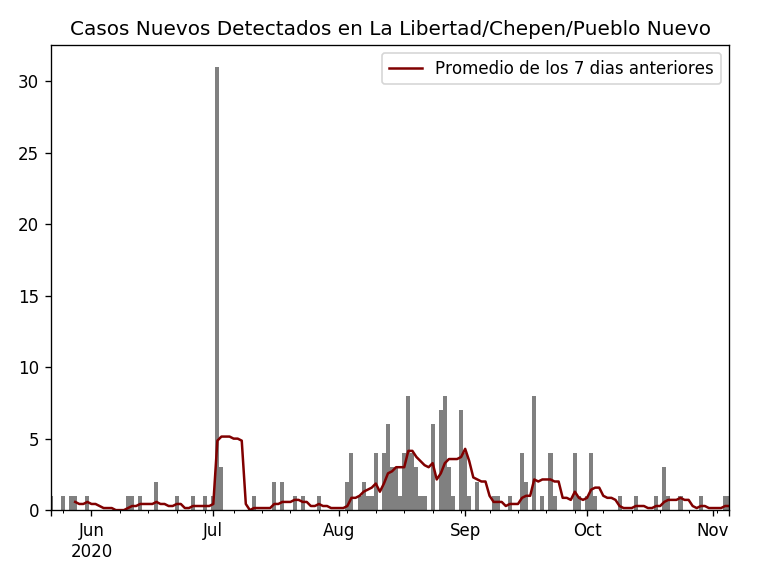 Casos Nuevos Detectados en La Libertad/Chepen/Pueblo Nuevo
Promedio de los 7 dias anteriores
30
25
20
15
10
5
0
Jun Jul Aug Sep Oct Nov
2020